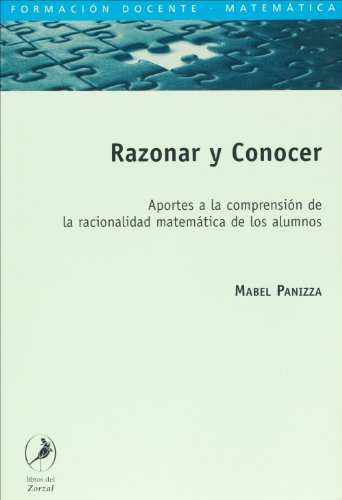 FORMACIÓN DOCENTE · MATEMÁTICA
Razonar y Conocer
Aportes a la comprensión de
la racionalidad matemática de los alumnos
MABEL PANIZZA
libros del
Zorzal